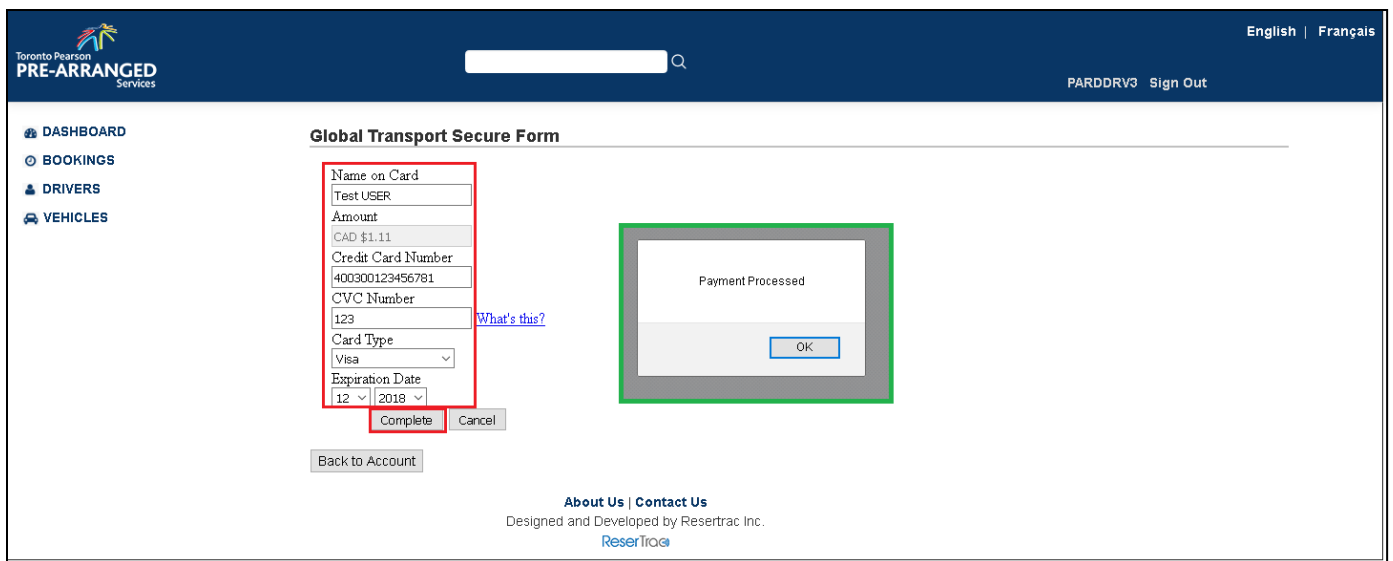 English | Français
Toronto Pearson
PRE-ARRANGED
Services
PARDDRV3 Sign Out
DASHBOARD
BOOKINGS
DRIVERS
VEHICLES
Global Transport Secure Form
Name on Card
Test USER
Amount
CAD $1.11
Credit Card Number
400300123456781
CVC Number
123 What's this?
Card Type
Visa
Expiration Date
12 2018
Complete Cancel
Payment Processed
OK
Back to Account
About Us | Contact Us
Designed and Developed by Resertrac Inc.
ReserTrac